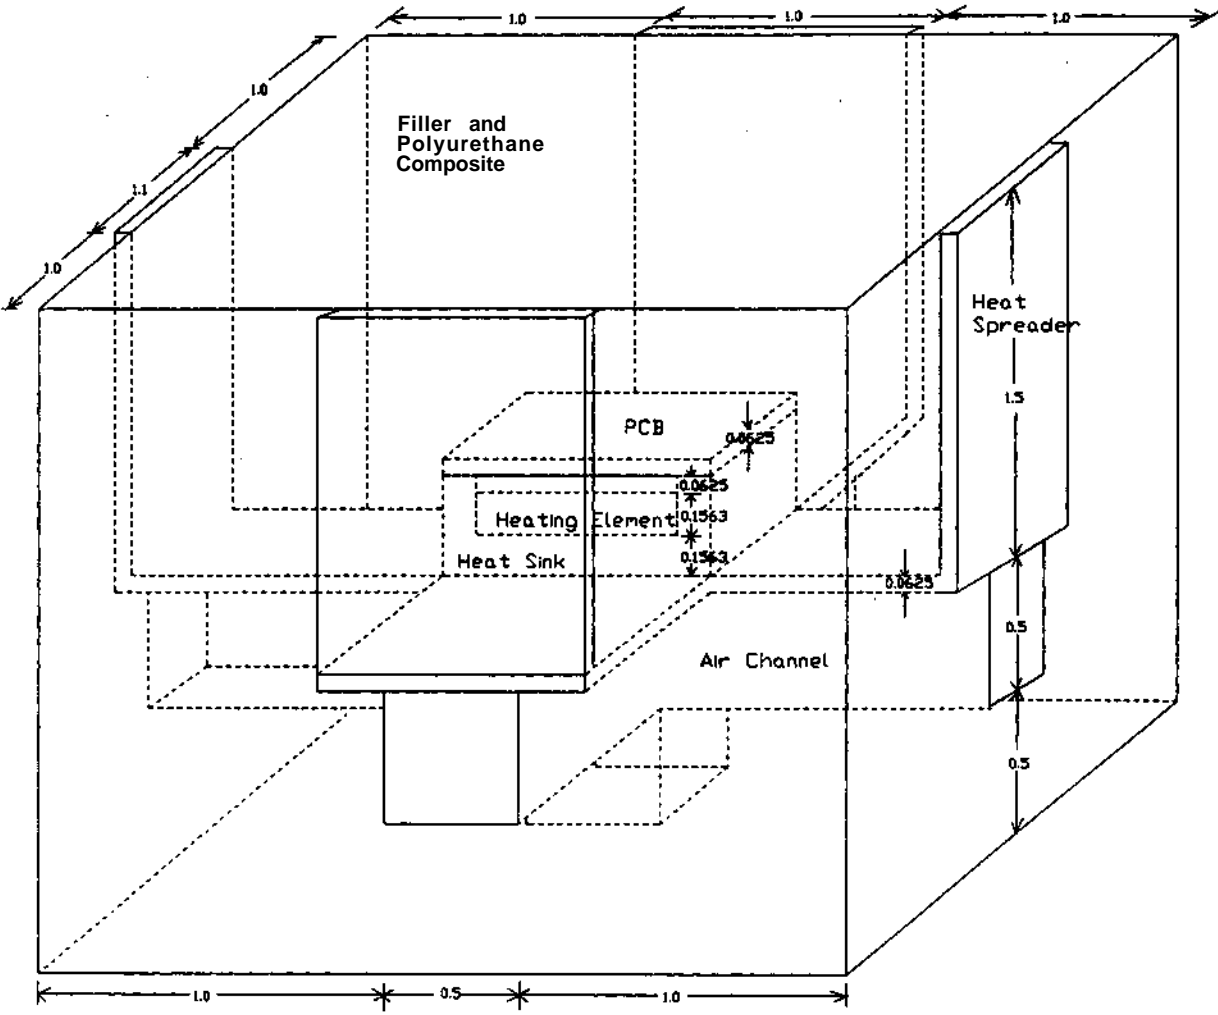 1.0
1.0
1.0
1.0
Filler and
Polyurethane
Composite
1.1
1.0
Heat
Spreader
1.5
PCB
0.0625
0.0625
Heating Element
0.1563
Heat Sink
0.1563
0.0625
0.5
Air Channel
0.5
1.0
0.5
1.0